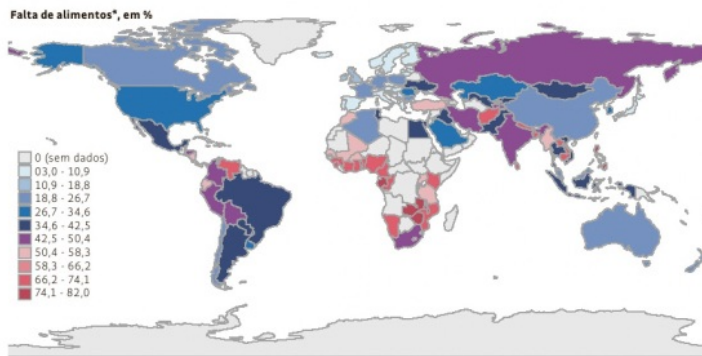 Falta de alimentos*, em %
0 (sem dados)
03,0 - 10,9
10,9 - 18,8
18,8 - 26,7
26,7 - 34,6
34,6 - 42,5
42,5 - 50,4
50,4 - 58,3
58,3 - 66,2
66,2 - 74,1
74,1 - 82,0